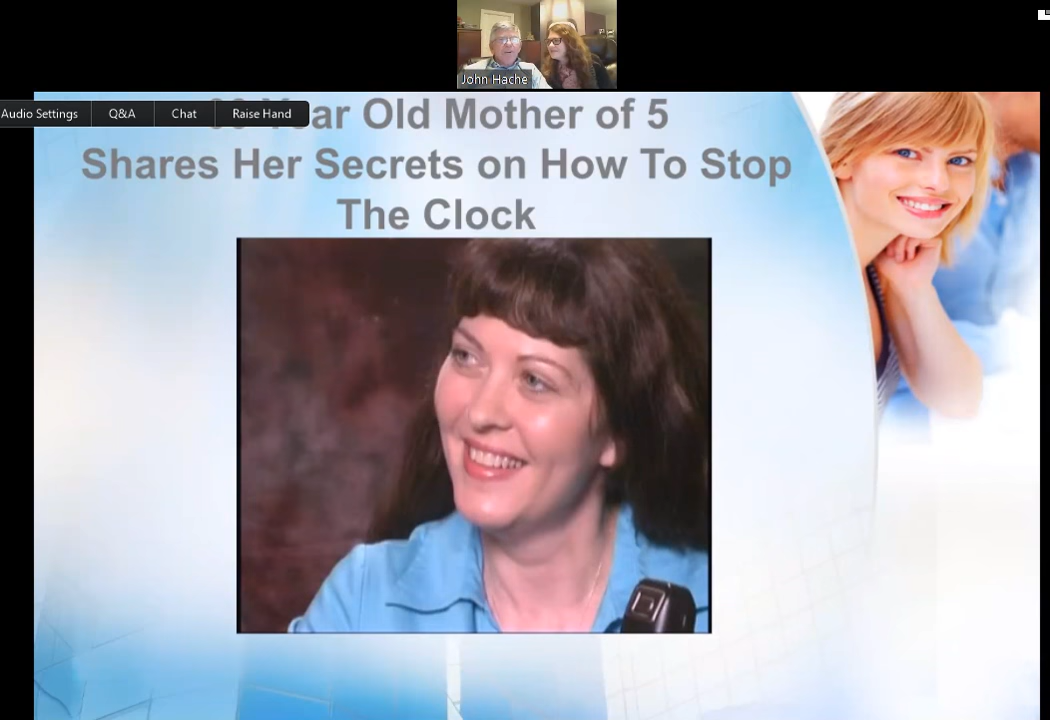 John Hache
Audio Settings
Q&A
Chat
Raise Hand
Old Mother of 5
Shares Her Secrets on How To Stop
The Clock